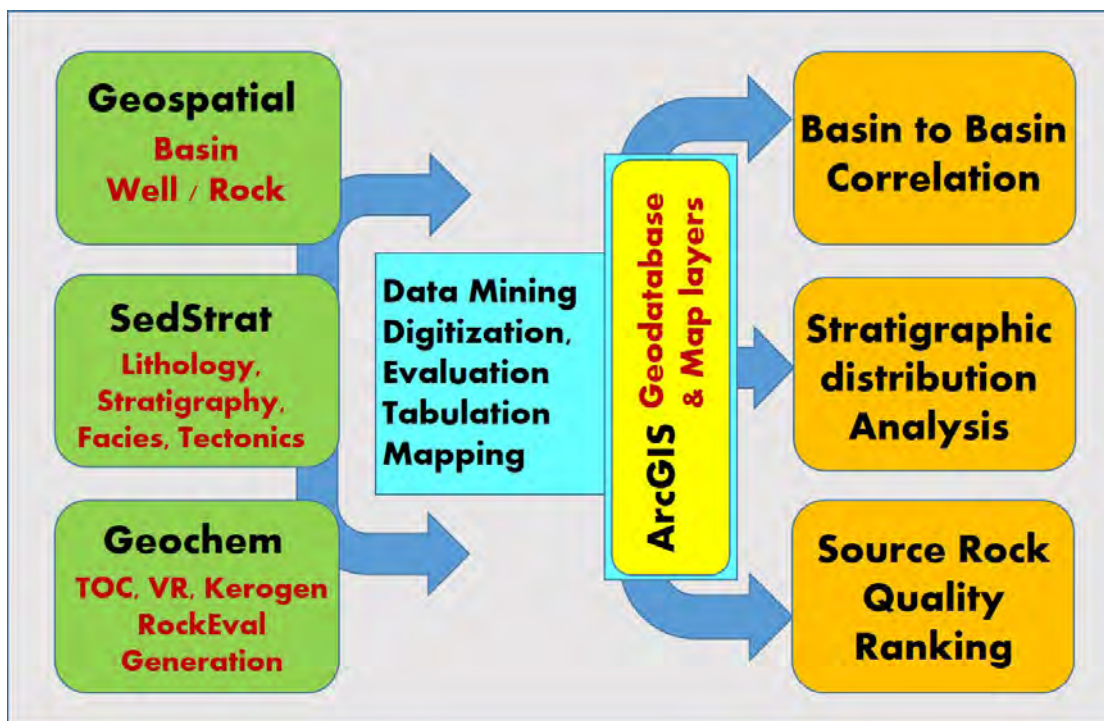 Geospatial
Basin
Well / Rock
SedStrat
Lithology,
Stratigraphy,
Facies, Tectonics
Geochem
TOC, VR, Kerogen
RockEval
Generation
Data Mining
Digitization,
Evaluation
Tabulation
Mapping
ArcGIS Geodatabase
& Map layers
Basin to Basin
Correlation
Stratigraphic
distribution
Analysis
Source Rock
Quality
Ranking